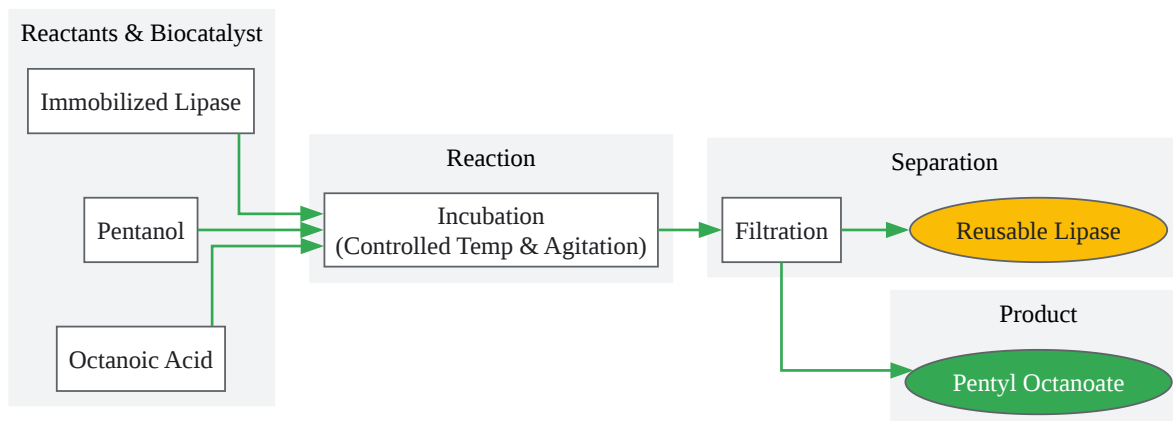 Reactants & Biocatalyst
Immobilized Lipase
Pentanol
Octanoic Acid
Reaction
Incubation
(Controlled Temp & Agitation)
Separation
Filtration
Reusable Lipase
Product
Pentyl Octanoate